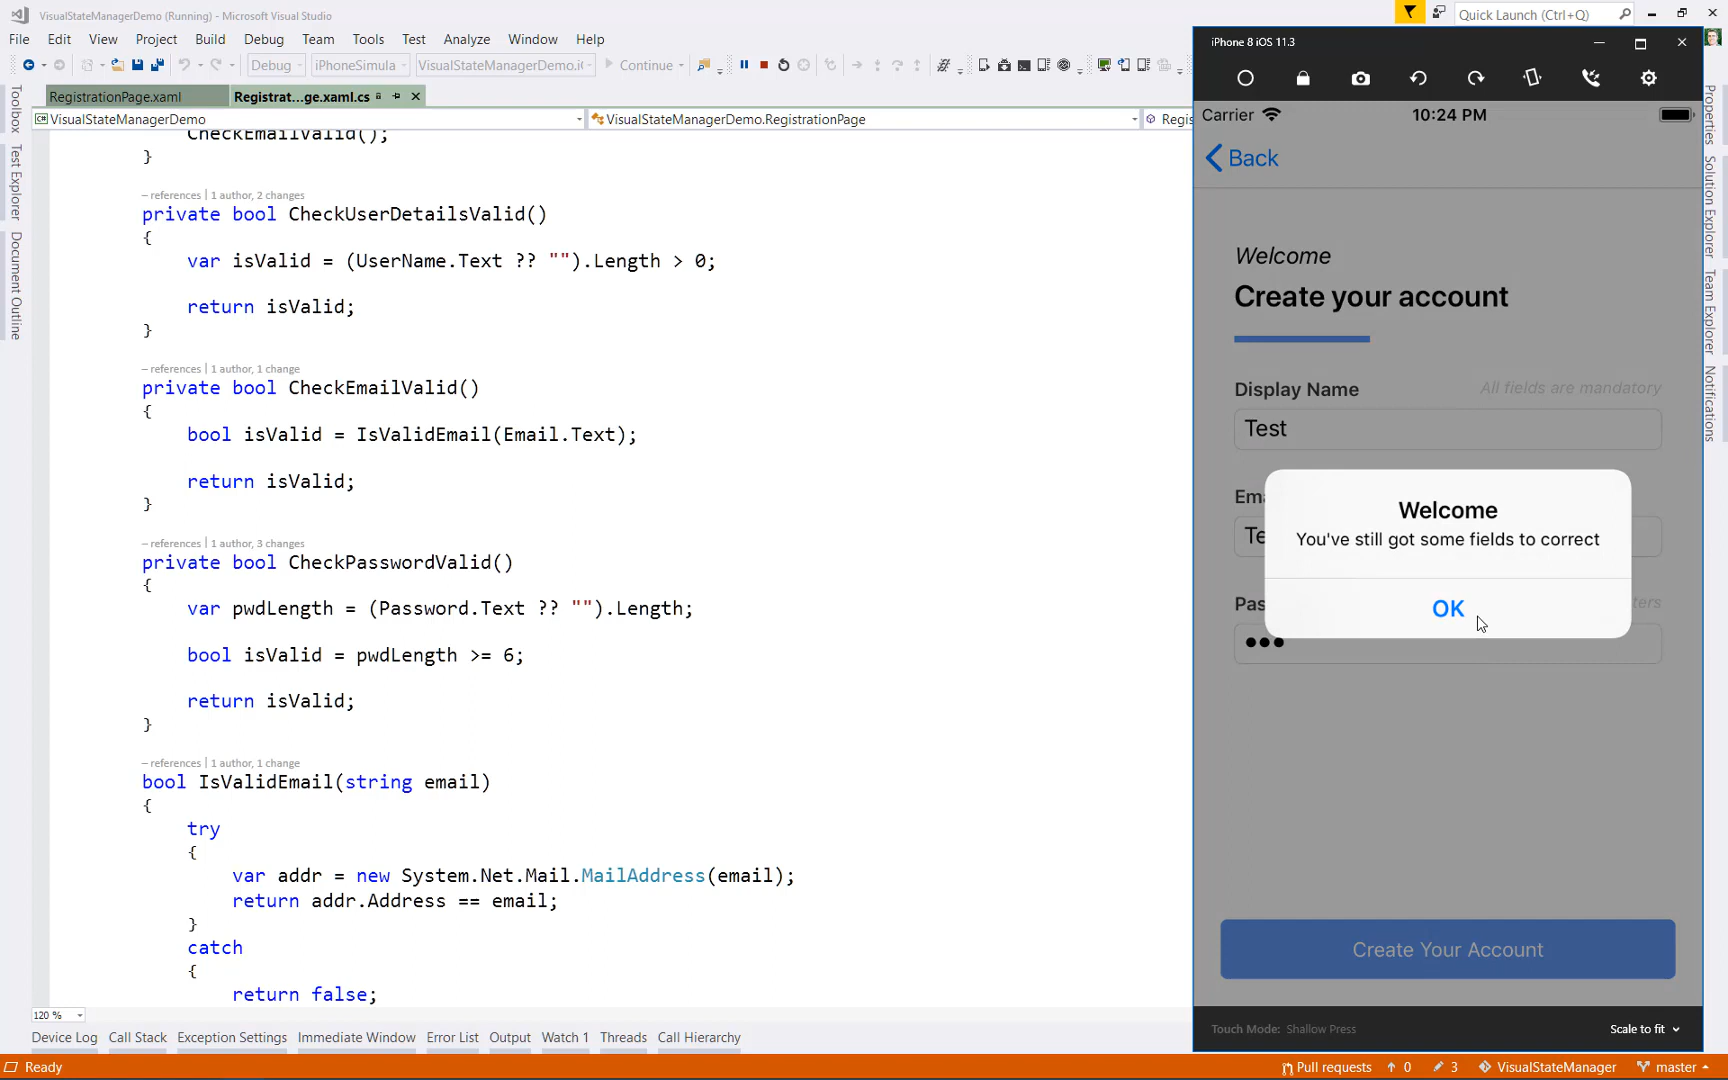 VisualStateManagerDemo (Running) - Microsoft Visual Studio
Quick Launch (Ctrl+Q)
File Edit View Project Build Debug Team Tools Test Analyze Window Help
Debug iPhoneSimula VisualStateManagerDemo.i Continue
RegistrationPage.xaml Registrat...ge.xaml.cs
VisualStateManagerDemo VisualStateManagerDemo.RegistrationPage Regis
Toolbox
Test Explorer
Document Outline
CheckEmailValid();
}
– references | 1 author, 2 changes
private bool CheckUserDetailsValid()
{
var isValid = (UserName.Text ?? "").Length > 0;
return isValid;
}
– references | 1 author, 1 change
private bool CheckEmailValid()
{
bool isValid = IsValidEmail(Email.Text);
return isValid;
}
– references | 1 author, 3 changes
private bool CheckPasswordValid()
{
var pwdLength = (Password.Text ?? "").Length;
bool isValid = pwdLength >= 6;
return isValid;
}
– references | 1 author, 1 change
bool IsValidEmail(string email)
{
try
{
var addr = new System.Net.Mail.MailAddress(email);
return addr.Address == email;
}
catch
{
return false;
120 %
Device Log Call Stack Exception Settings Immediate Window Error List Output Watch 1 Threads Call Hierarchy
Ready
Pull requests 0 3 VisualStateManager master
iPhone 8 iOS 11.3
Carrier 10:24 PM
Back
Welcome
Create your account
Display Name All fields are mandatory
Test
Ema
Te
Welcome
You've still got some fields to correct
OK
Pas ters
•••
Create Your Account
Touch Mode: Shallow Press Scale to fit
Properties
Solution Explorer
Team Explorer
Notifications